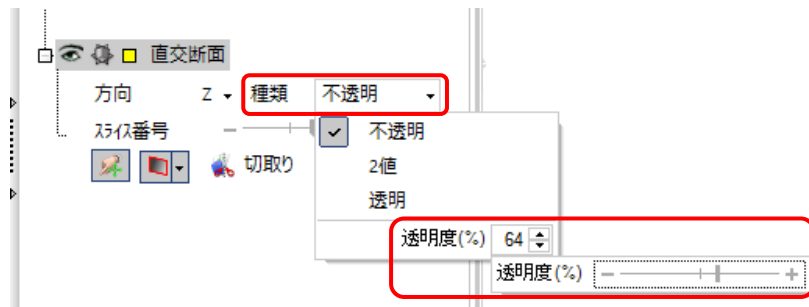 直交断面
方向 Z 種類 不透明
ｽﾗｲｽ番号
不透明
切取り
2値
透明
透明度(%) 64
透明度(%)